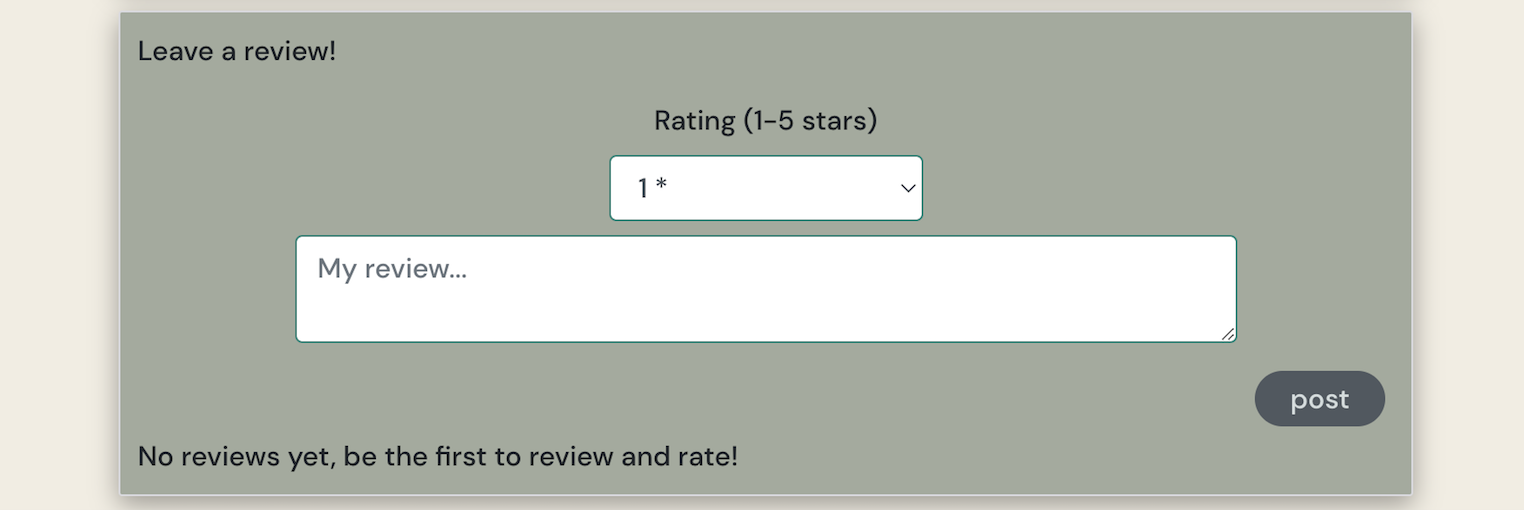 Leave a review!
Rating (1-5 stars)
1 *
My review...
post
No reviews yet, be the first to review and rate!